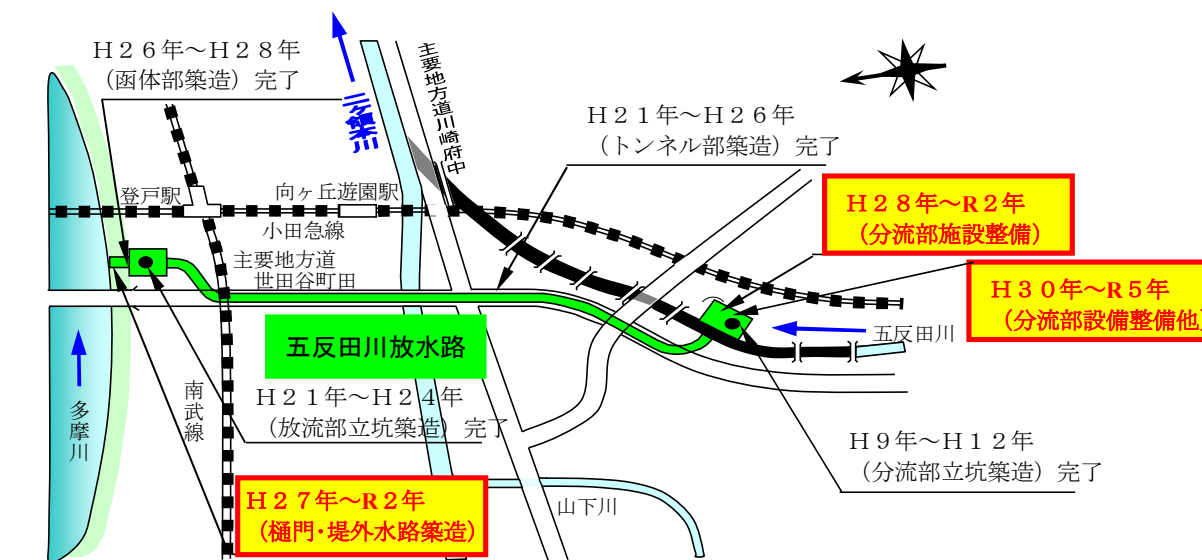 H26年～H28年
（函体部築造）完了
二ヶ領本川
主要地方道川崎府中
H21年～H26年
（トンネル部築造）完了
登戸駅
向ヶ丘遊園駅
小田急線
H28年～R2年
（分流部施設整備）
主要地方道
世田谷町田
H30年～R5年
（分流部設備整備他）
五反田川
五反田川放水路
多摩川
南武線
H21年～H24年
（放流部立坑築造）完了
H9年～H12年
（分流部立坑築造）完了
H27年～R2年
（樋門･堤外水路築造）
山下川